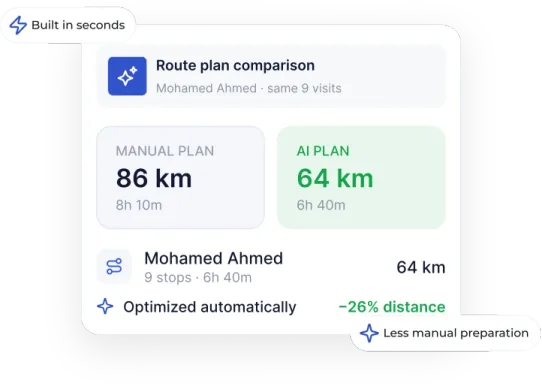 Built in seconds
Route plan comparison
Mohamed Ahmed · same 9 visits
MANUAL PLAN
86 km
8h 10m
AI PLAN
64 km
6h 40m
Mohamed Ahmed
9 stops · 6h 40m
64 km
Optimized automatically
−26% distance
Less manual preparation